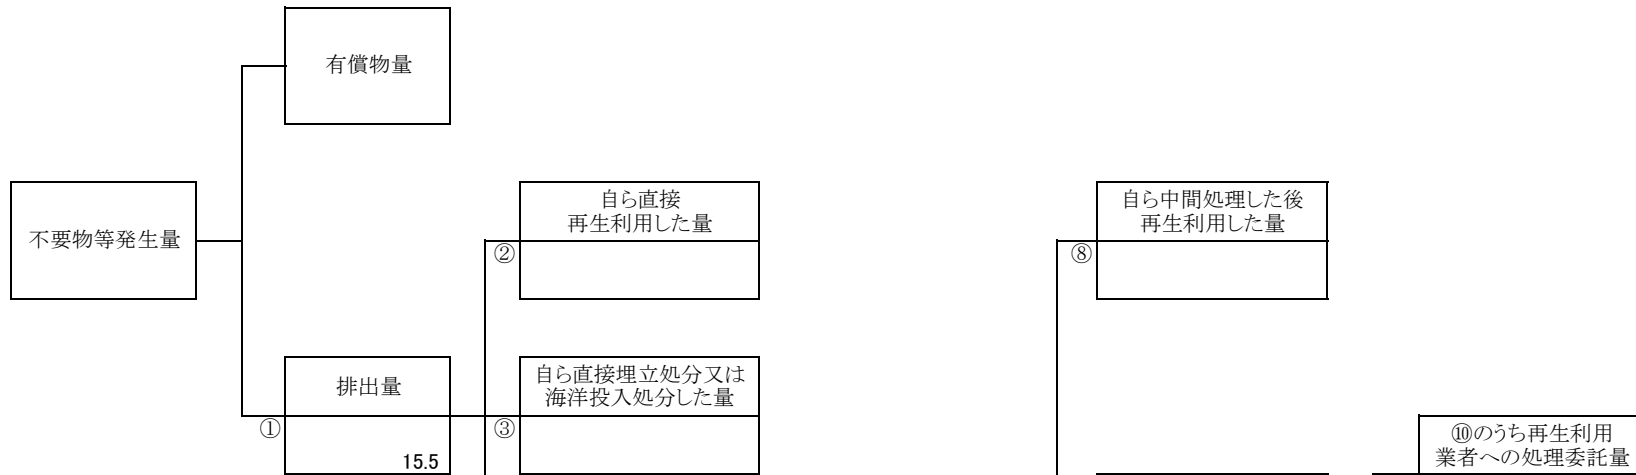 有償物量
不要物等発生量
自ら直接
再生利用した量
②
自ら中間処理した後
再生利用した量
⑧
排出量
①
15.5
自ら直接埋立処分又は
海洋投入処分した量
③
⑩のうち再生利用
業者への処理委託量